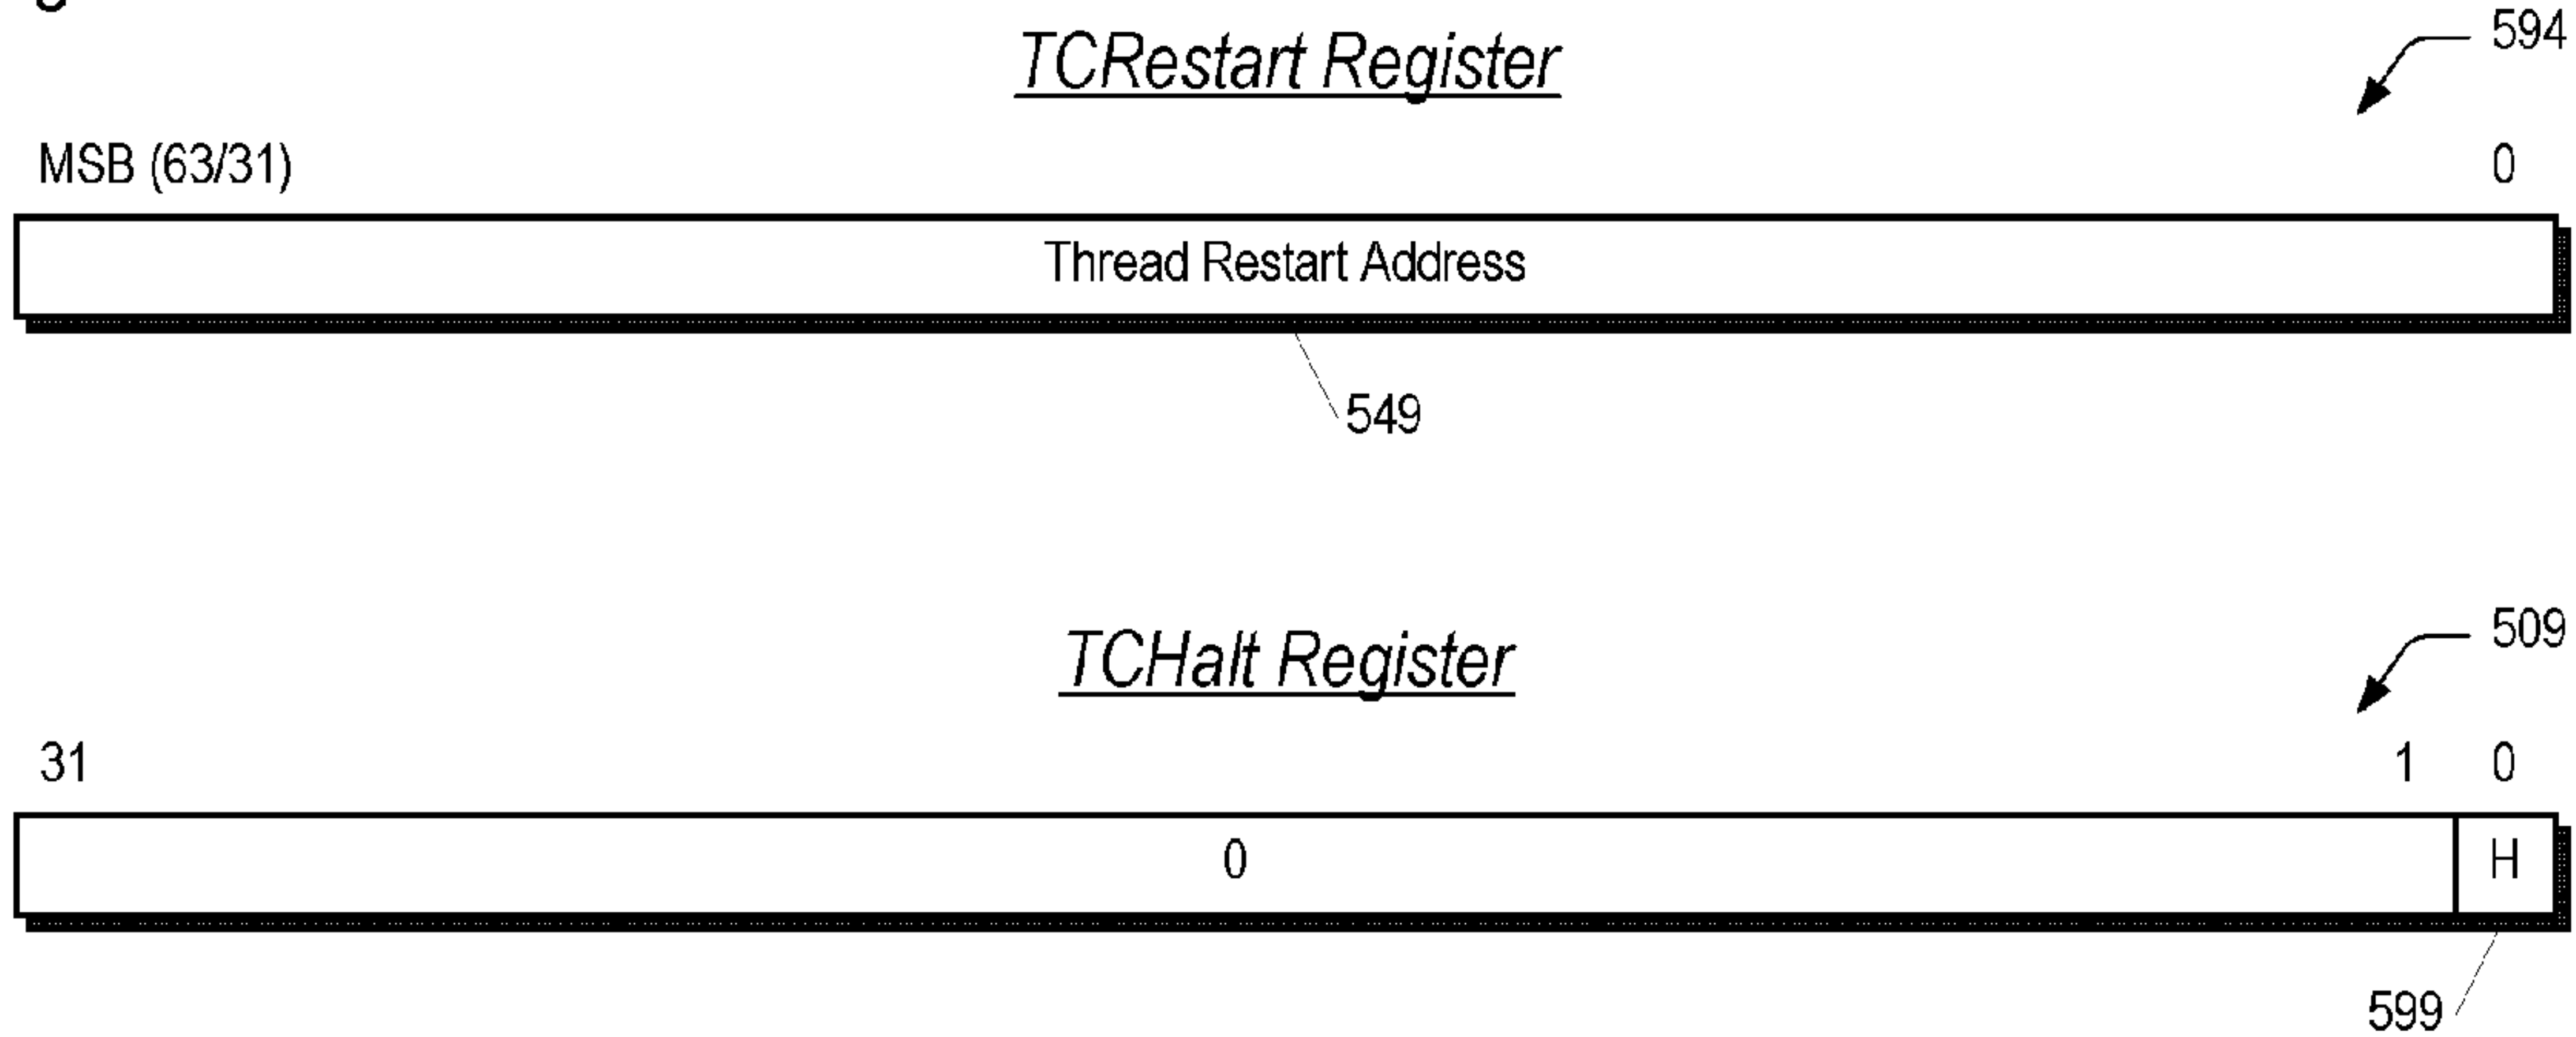 TCRestart Register
594
MSB (63/31) 0
Thread Restart Address
549
TCHalt Register
509
31 1 0
0 H
599